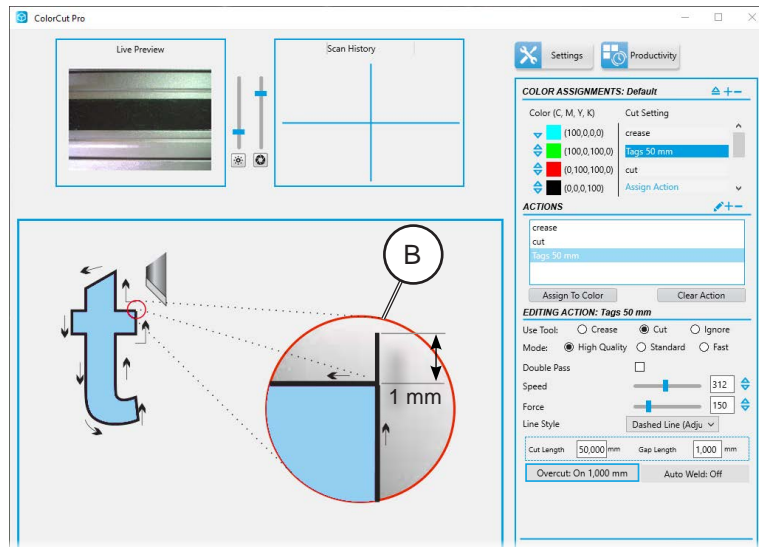 ColorCut Pro
Live Preview
Scan History
Settings
Productivity
COLOR ASSIGNMENTS: Default
Color (C, M, Y, K) Cut Setting
(100,0,0,0) crease
(100,0,100,0) Tags 50 mm
(0,100,100,0) cut
(0,0,0,100) Assign Action
ACTIONS
crease
cut
Tags 50 mm
Assign To Color Clear Action
EDITING ACTION: Tags 50 mm
Use Tool: Crease Cut Ignore
Mode: High Quality Standard Fast
Double Pass
Speed 312
Force 150
Line Style Dashed Line (Adju
Cut Length 50,000 mm Gap Length 1,000 mm
Overcut: On 1,000 mm Auto Weld: Off
B
t
1 mm